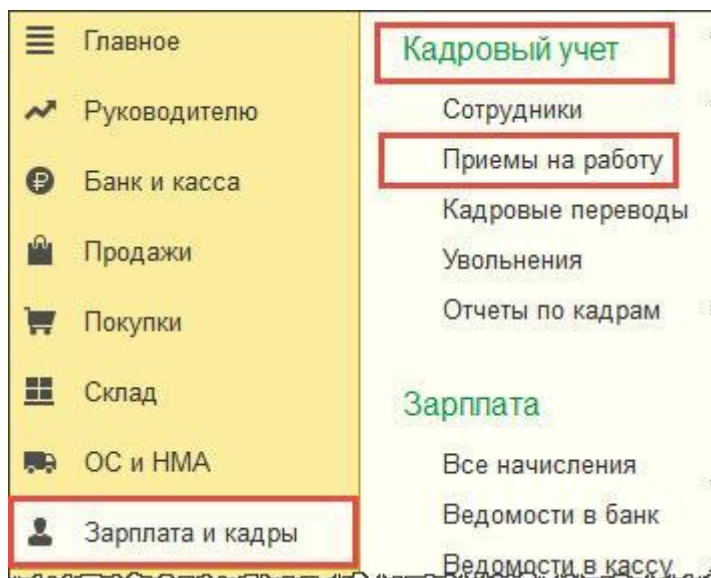 Главное
Руководителю
Банк и касса
Продажи
Покупки
Склад
ОС и НМА
Зарплата и кадры
Кадровый учет
Сотрудники
Приемы на работу
Кадровые переводы
Увольнения
Отчеты по кадрам
Зарплата
Все начисления
Ведомости в банк
Ведомости в кассу